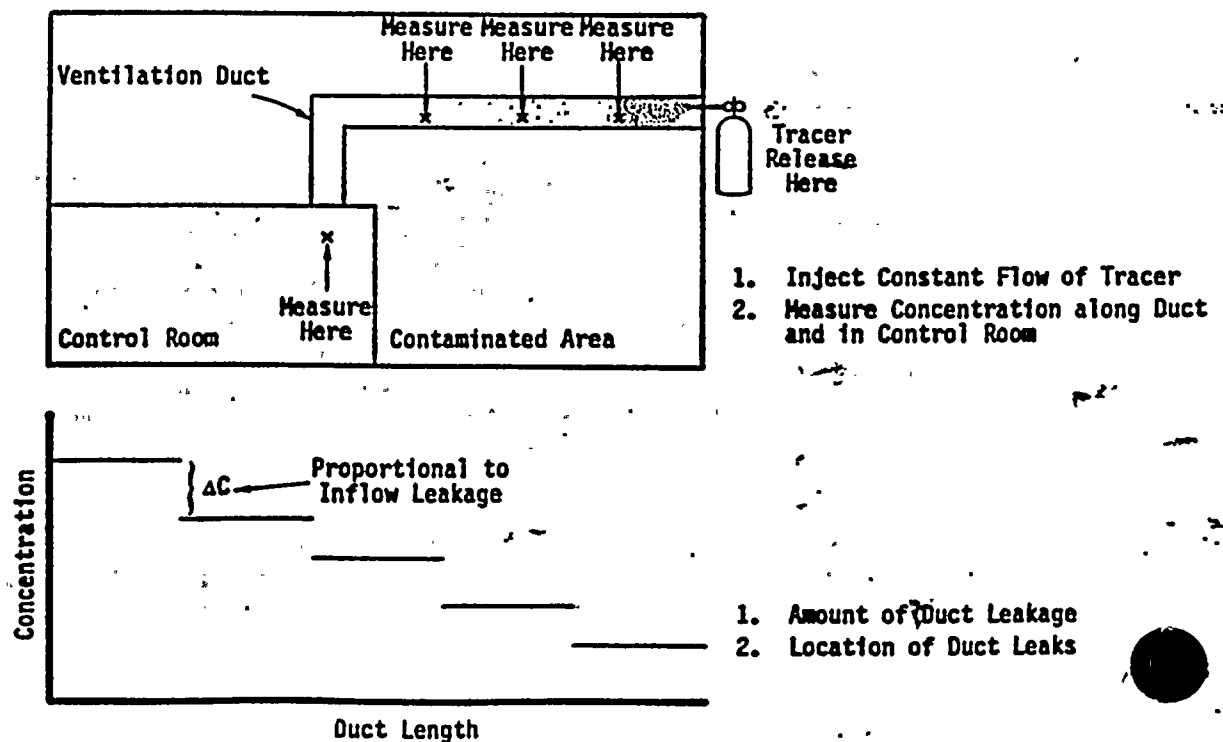 Measure Measure Measure
Here Here Here
Ventilation Duct
Tracer
Release
Here
Measure
Here
Control Room
Contaminated Area
1. Inject Constant Flow of Tracer
2. Measure Concentration along Duct
and in Control Room
Concentration
ΔC
Proportional to
Inflow Leakage
1. Amount of Duct Leakage
2. Location of Duct Leaks
Duct Length